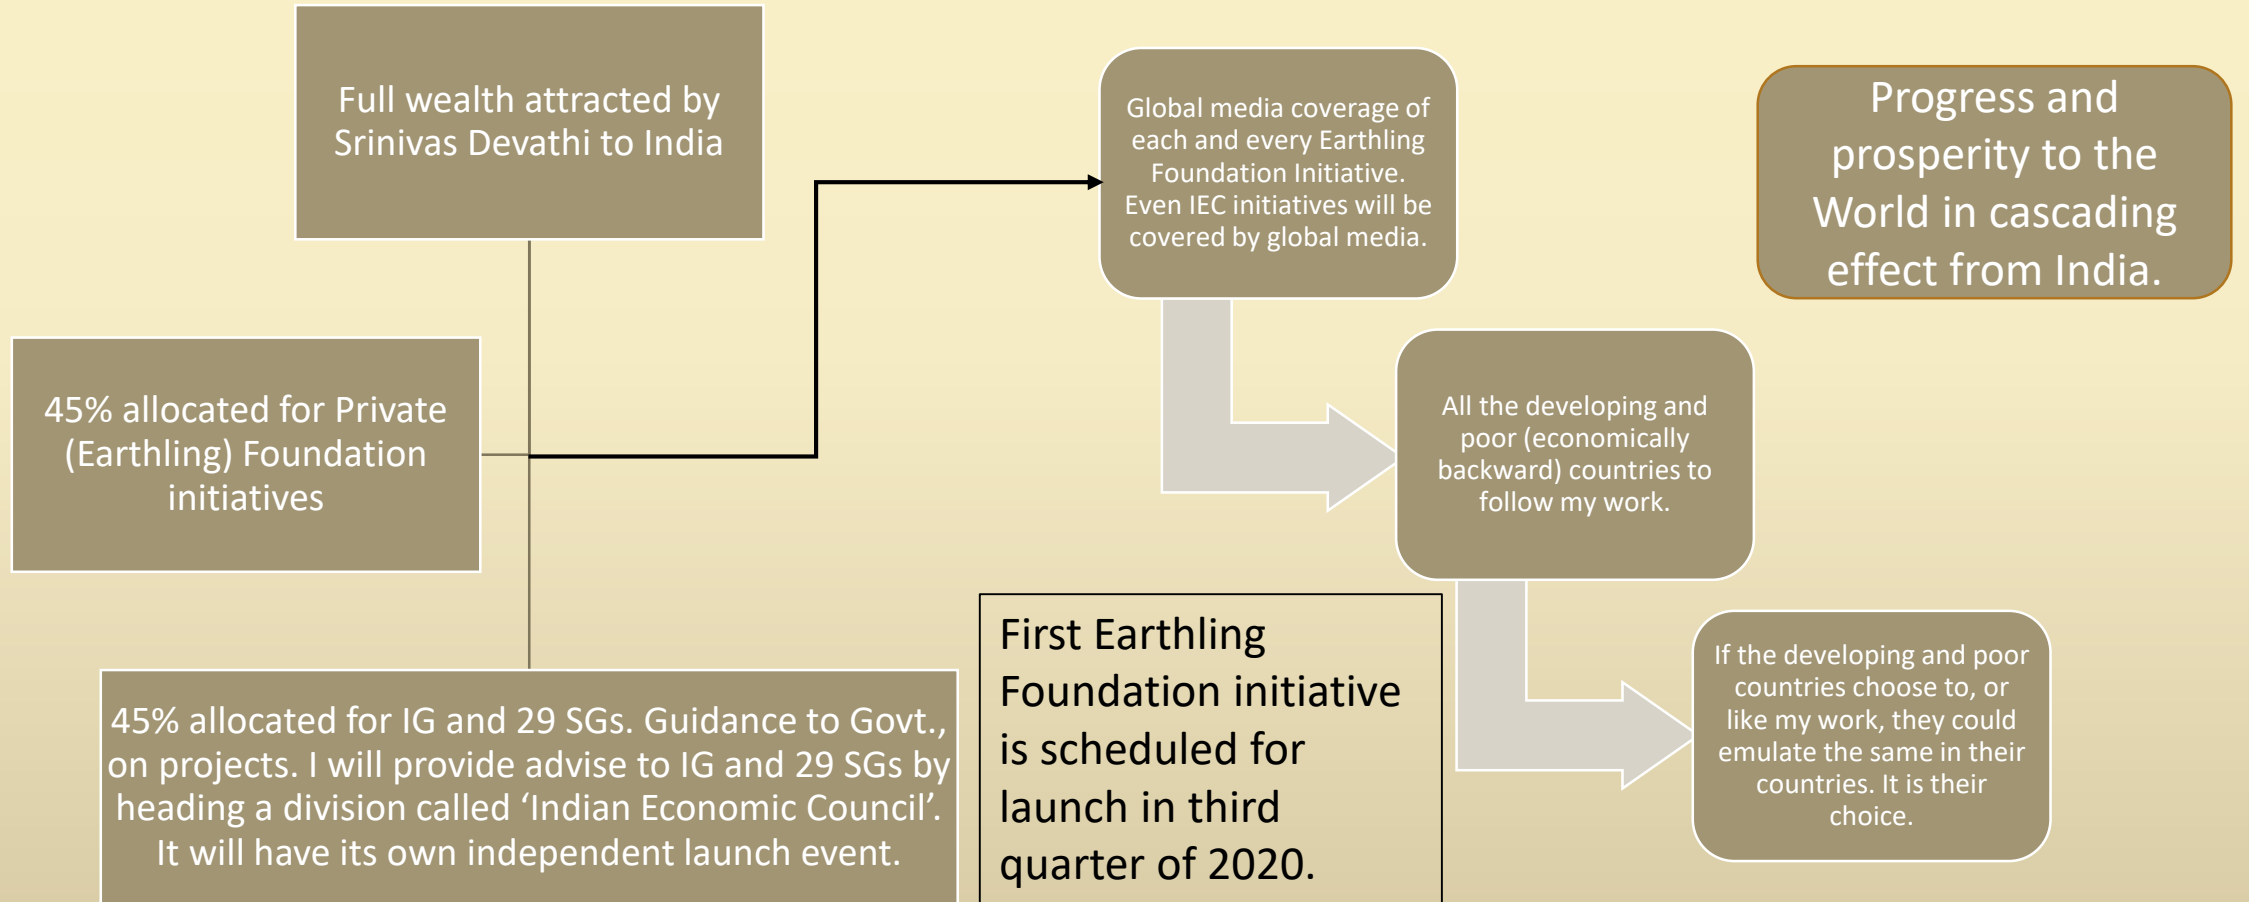 Full wealth attracted by
Srinivas Devathi to India
45% allocated for Private
(Earthling) Foundation
initiatives
45% allocated for IG and 29 SGs. Guidance to Govt.,
on projects. I will provide advise to IG and 29 SGs by
heading a division called ‘Indian Economic Council’.
It will have its own independent launch event.
Global media coverage of
each and every Earthling
Foundation Initiative.
Even IEC initiatives will be
covered by global media.
All the developing and
poor (economically
backward) countries to
follow my work.
If the developing and poor
countries choose to, or
like my work, they could
emulate the same in their
countries. It is their
choice.
First Earthling
Foundation initiative
is scheduled for
launch in third
quarter of 2020.
Progress and
prosperity to the
World in cascading
effect from India.